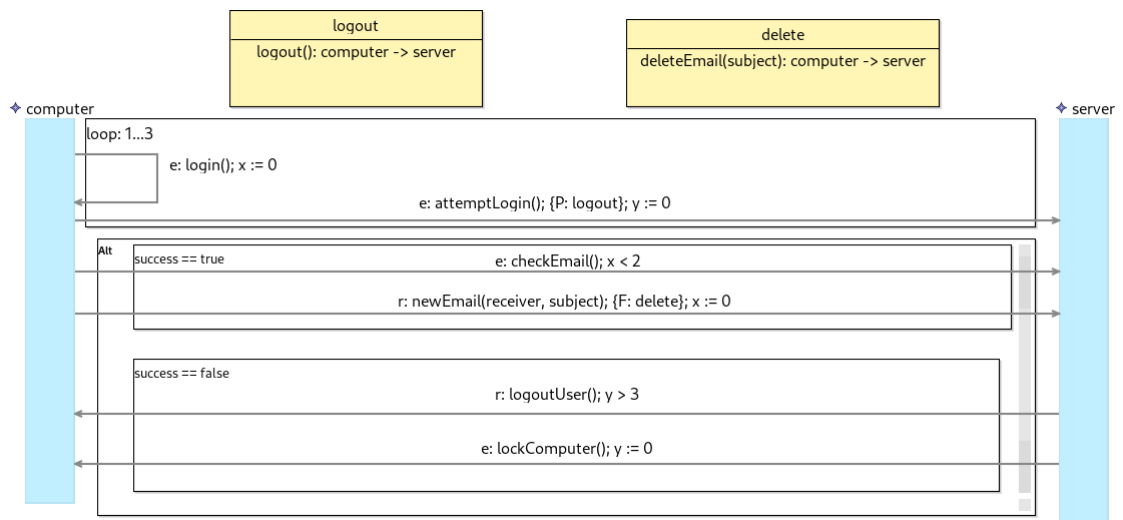 logout
logout(): computer -> server
delete
deleteEmail(subject): computer -> server
computer
server
loop: 1...3
e: login(); x := 0
e: attemptLogin(); {P: logout}; y := 0
Alt
success == true
e: checkEmail(); x < 2
r: newEmail(receiver, subject); {F: delete}; x := 0
success == false
r: logoutUser(); y > 3
e: lockComputer(); y := 0